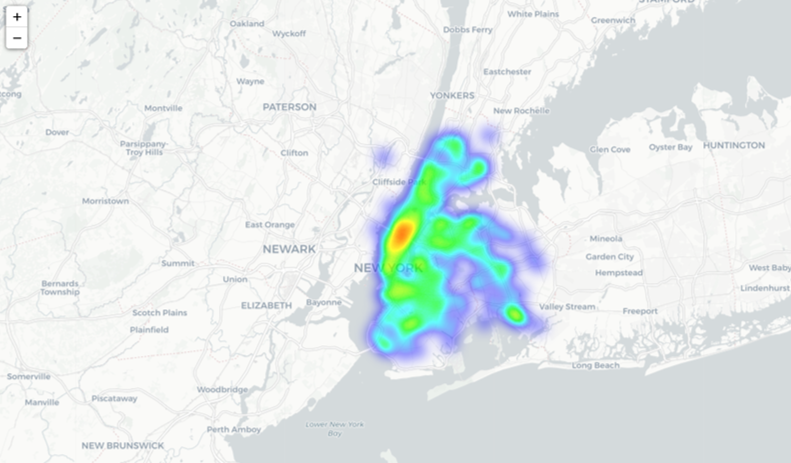 STAMFORD
+
−
Oakland
White Plains
Greenwich
Wyckoff
Dobbs Ferry
Eastchester
Wayne
YONKERS
PATERSON
New Rochelle
Montville
Dover
Parsippany-
Troy Hills
Clifton
Glen Cove
Oyster Bay
HUNTINGTON
Cliffside Park
Morristown
East Orange
NEWARK
Mineola
Garden City
Summit
NEW YORK
Hempstead
West Baby
Bernards
Township
Union
Lindenhurst
ELIZABETH
Bayonne
Valley Stream
Freeport
Scotch Plains
Plainfield
Long Beach
Somerville
Woodbridge
Manville
Piscataway
Perth Amboy
Lower New York
Bay
NEW BRUNSWICK